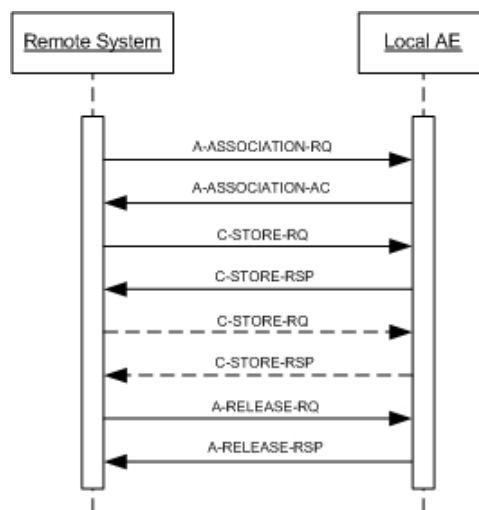 Remote System
Local AE
A-ASSOCIATION-RQ
A-ASSOCIATION-AC
C-STORE-RQ
C-STORE-RSP
C-STORE-RQ
C-STORE-RSP
A-RELEASE-RQ
A-RELEASE-RSP